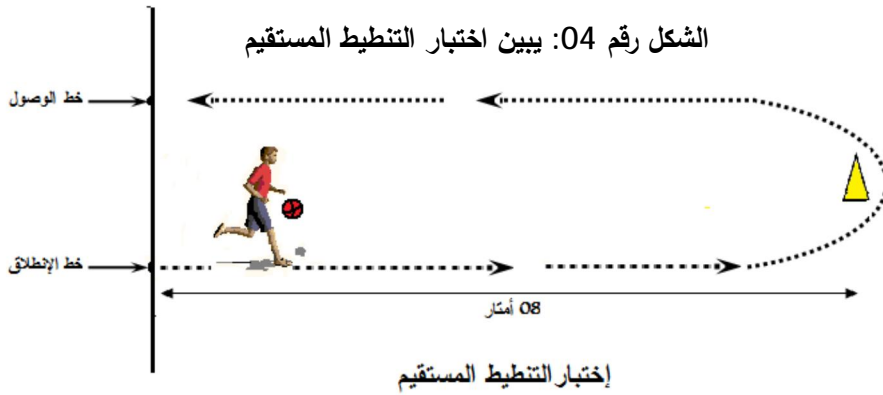 الشكل رقم 04: يبين اختبار التنطيط المستقيم
خط الوصول
خط الإنطلاق
08 أمتار
إختبار التنطيط المستقيم